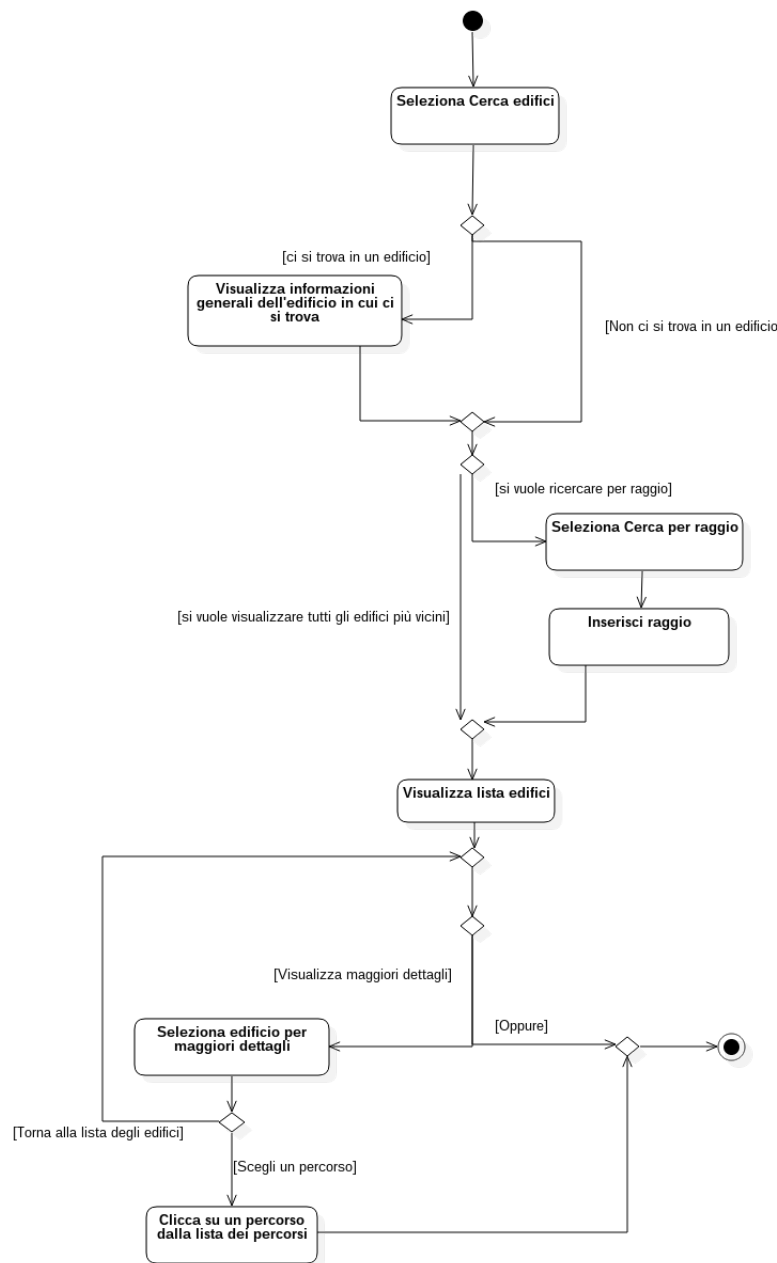 Seleziona Cerca edifici
[ci si trova in un edificio]
Visualizza informazioni
generali dell'edificio in cui ci
si trova
[Non ci si trova in un edificio
[si vuole ricercare per raggio]
Seleziona Cerca per raggio
[si vuole visualizzare tutti gli edifici più vicini]
Inserisci raggio
Visualizza lista edifici
[Visualizza maggiori dettagli]
[Oppure]
Seleziona edificio per
maggiori dettagli
[Torna alla lista degli edifici]
[Scegli un percorso]
Clicca su un percorso
dalla lista dei percorsi